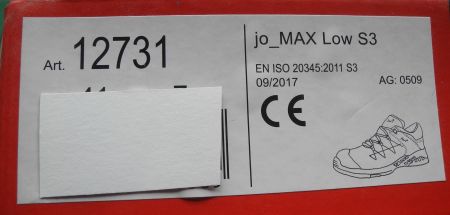 Art. 12731
jo_MAX Low S3
EN ISO 20345:2011 S3
09/2017
AG: 0509
CE